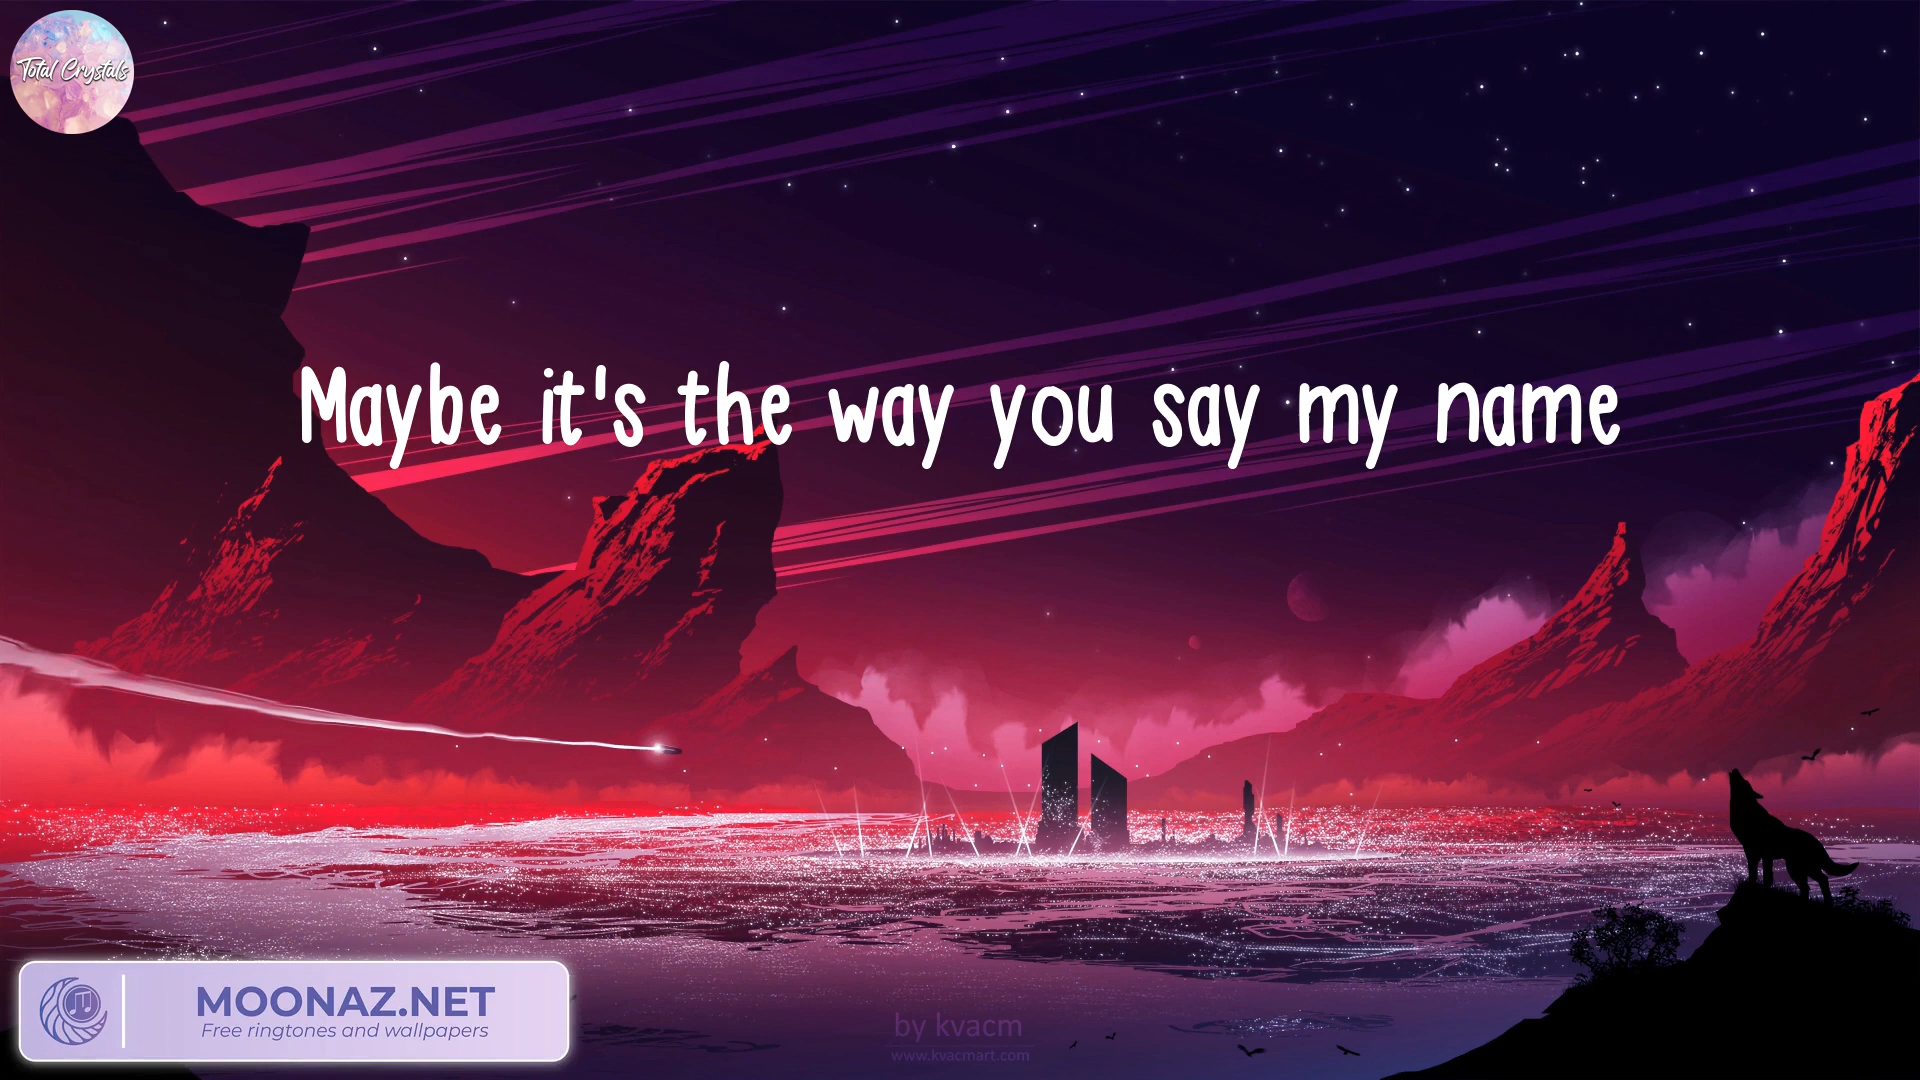 Total Crystals
Maybe it's the way you say my name
MOONAZ.NET
Free ringtones and wallpapers
by kvacm
www.kvacmart.com